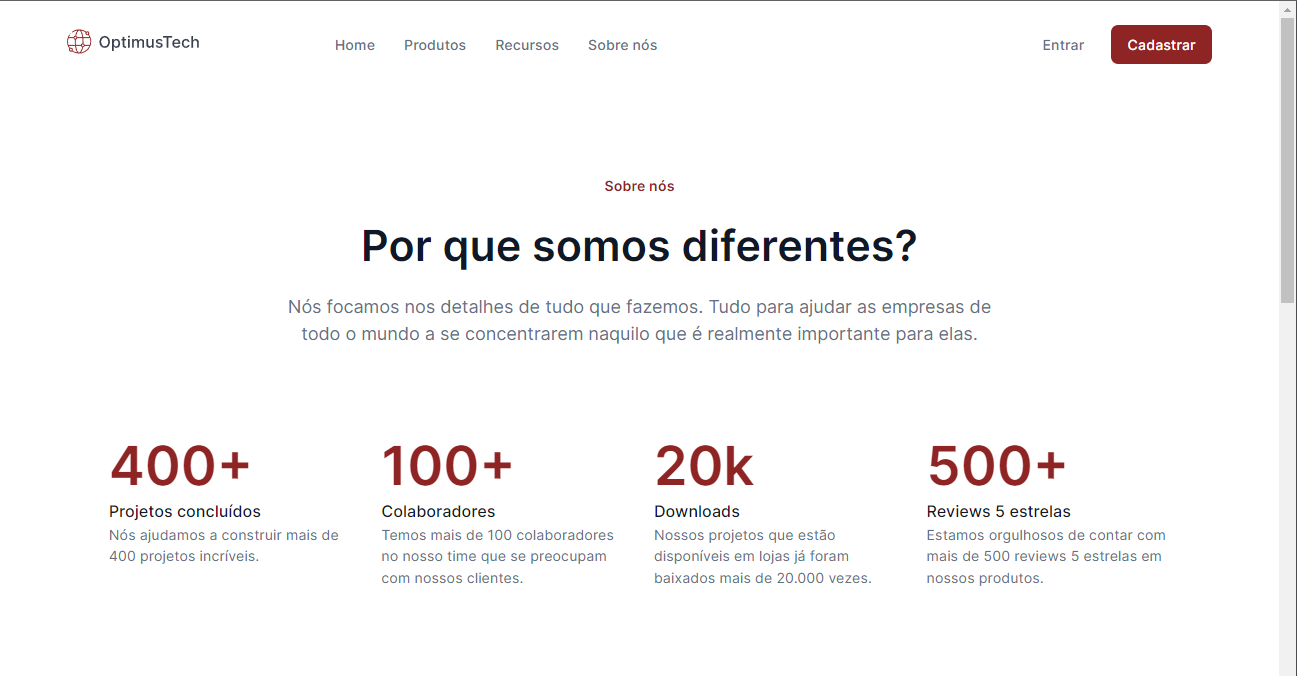 OptimusTech
Home Produtos Recursos Sobre nós
Entrar Cadastrar
Sobre nós
Por que somos diferentes?
Nós focamos nos detalhes de tudo que fazemos. Tudo para ajudar as empresas de
todo o mundo a se concentrarem naquilo que é realmente importante para elas.
400+
Projetos concluídos
Nós ajudamos a construir mais de
400 projetos incríveis.
100+
Colaboradores
Temos mais de 100 colaboradores
no nosso time que se preocupam
com nossos clientes.
20k
Downloads
Nossos projetos que estão
disponíveis em lojas já foram
baixados mais de 20.000 vezes.
500+
Reviews 5 estrelas
Estamos orgulhosos de contar com
mais de 500 reviews 5 estrelas em
nossos produtos.